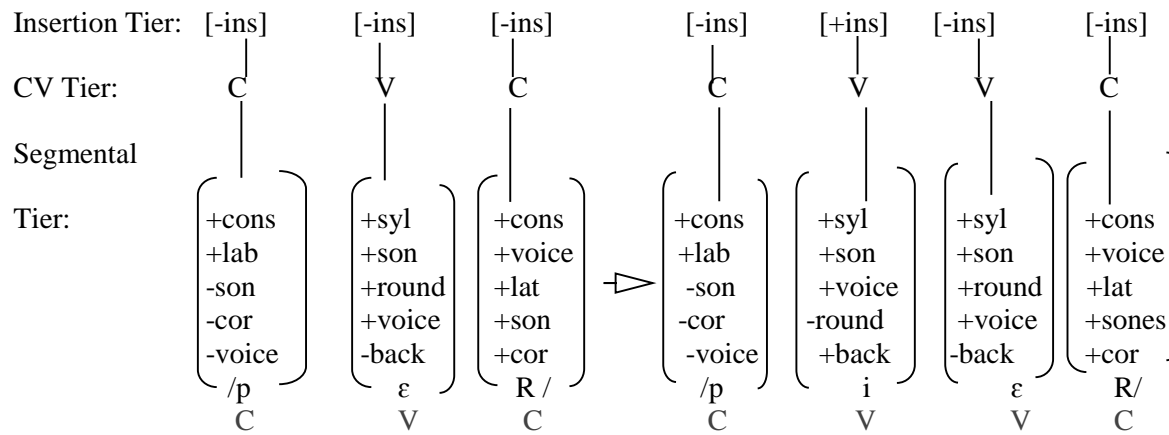 Insertion Tier: [-ins] [-ins] [-ins] [-ins] [+ins] [-ins] [-ins]
CV Tier: C V C C V V C
Segmental
Tier: +cons +syl +cons +cons +syl +syl +cons
+lab +son +voice +lab +son +son +voice
-son +round +lat -son +voice +round +lat
-cor +voice +son -cor -round +voice +sones
-voice -back +cor -voice +back -back +cor
/p ɛ R / /p i ɛ R/
C V C C V V C